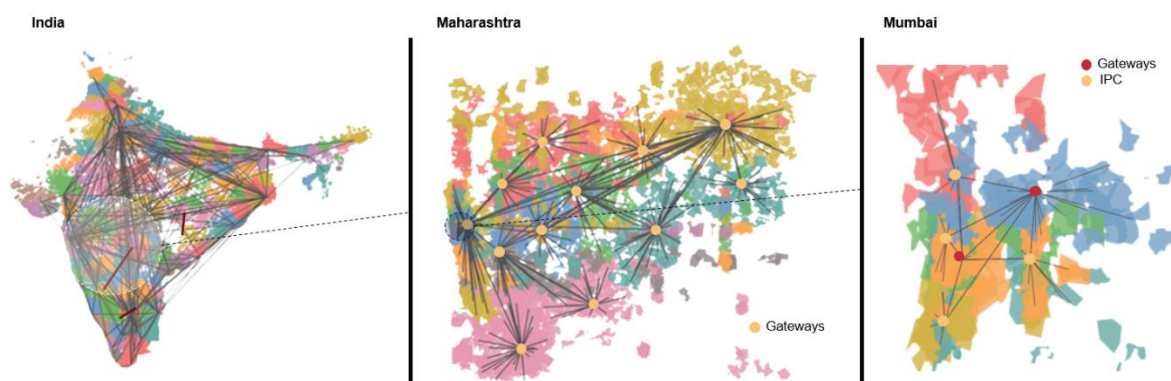 India
Maharashtra
Mumbai
Gateways
IPC
Gateways